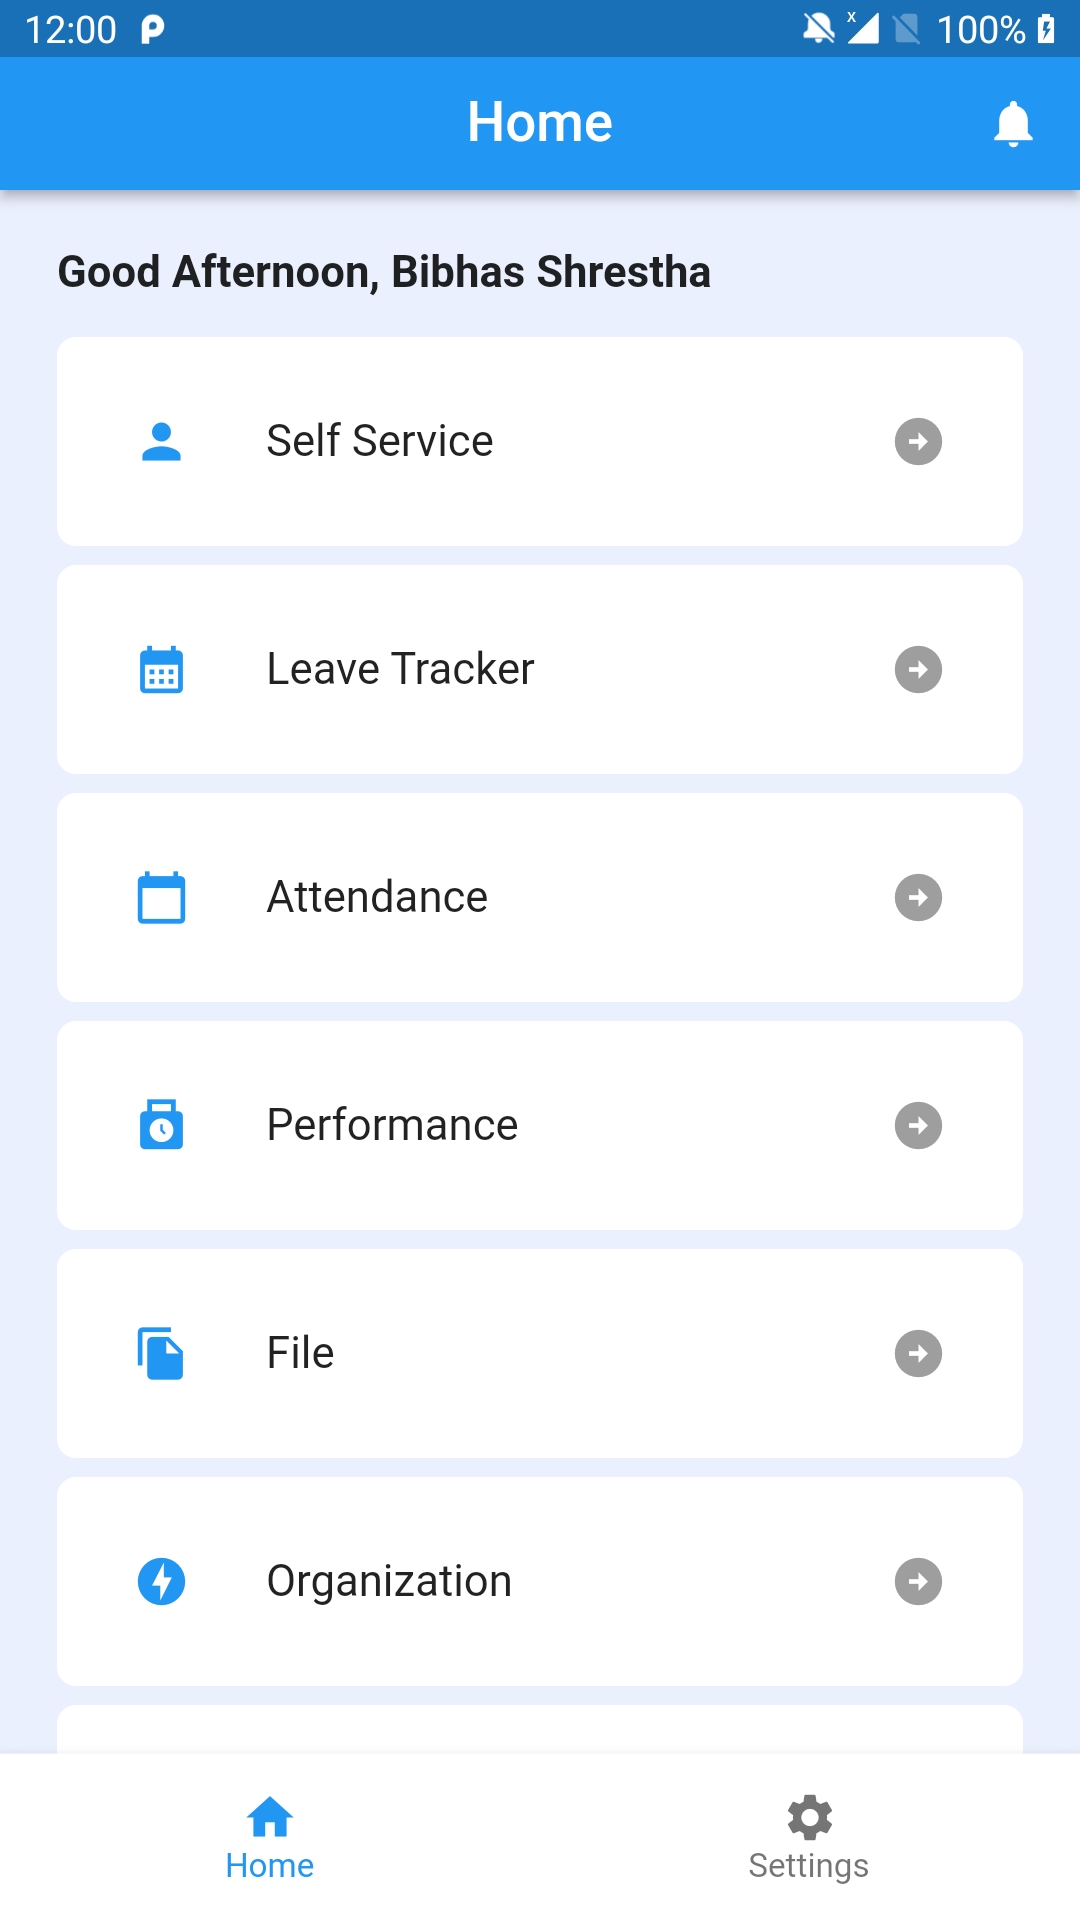 12:00
x
100%
Home
Good Afternoon, Bibhas Shrestha
Self Service
Leave Tracker
Attendance
Performance
File
Organization
Home
Settings